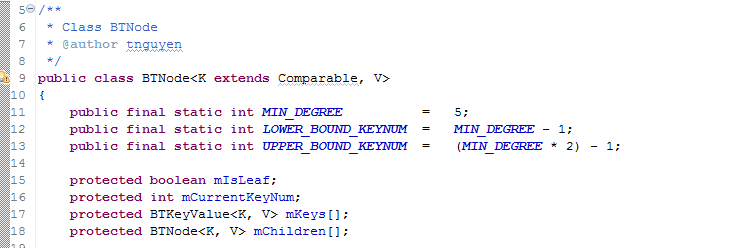 5 /**
6  * Class BTNode
7  * @author tnguyen
8  */
9 public class BTNode<K extends Comparable, V>
10 {
11     public final static int MIN_DEGREE          =   5;
12     public final static int LOWER_BOUND_KEYNUM  =   MIN_DEGREE - 1;
13     public final static int UPPER_BOUND_KEYNUM  =   (MIN_DEGREE * 2) - 1;
14
15     protected boolean mIsLeaf;
16     protected int mCurrentKeyNum;
17     protected BTKeyValue<K, V> mKeys[];
18     protected BTNode<K, V> mChildren[];